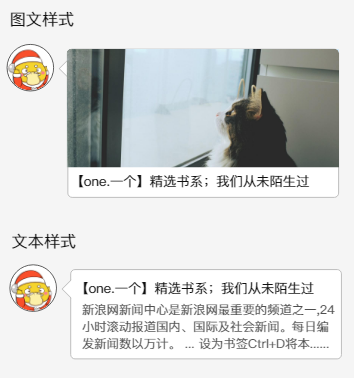 图文样式
【one.一个】精选书系；我们从未陌生过
文本样式
【one.一个】精选书系；我们从未陌生过
新浪网新闻中心是新浪网最重要的频道之一,24
小时滚动报道国内、国际及社会新闻。每日编
发新闻数以万计。 ... 设为书签Ctrl+D将本......